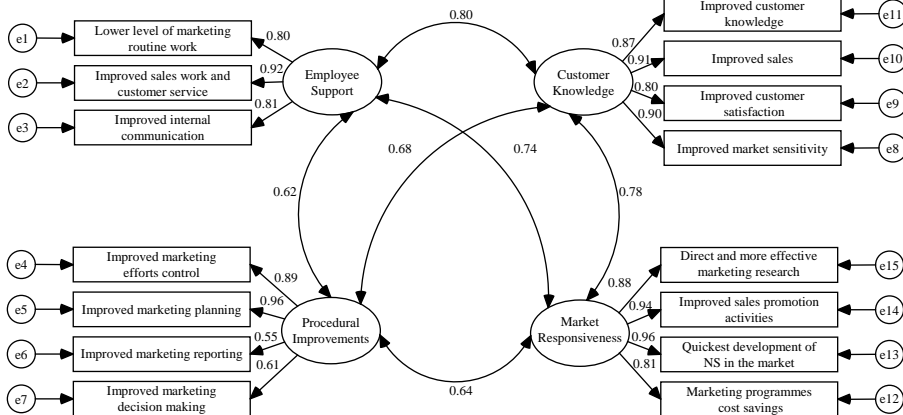 0.80
Improved customer
knowledge
e11
e1
Lower level of marketing
routine work
0.80
0.87
Improved sales
e10
0.91
e2
Improved sales work and
customer service
0.92
Employee
Support
Customer
Knowledge
0.80
Improved customer
satisfaction
e9
e3
Improved internal
communication
0.81
0.90
Improved market sensitivity
e8
0.68
0.74
0.62
0.78
e4
Improved marketing
efforts control
0.89
0.88
Direct and more effective
marketing research
e15
e5
Improved marketing planning
0.96
0.94
Improved sales promotion
activities
e14
Procedural
Improvements
Market
Responsiveness
e6
Improved marketing reporting
0.55
0.96
Quickest development of
NS in the market
e13
e7
Improved marketing
decision making
0.61
0.81
0.64
Marketing programmes
cost savings
e12